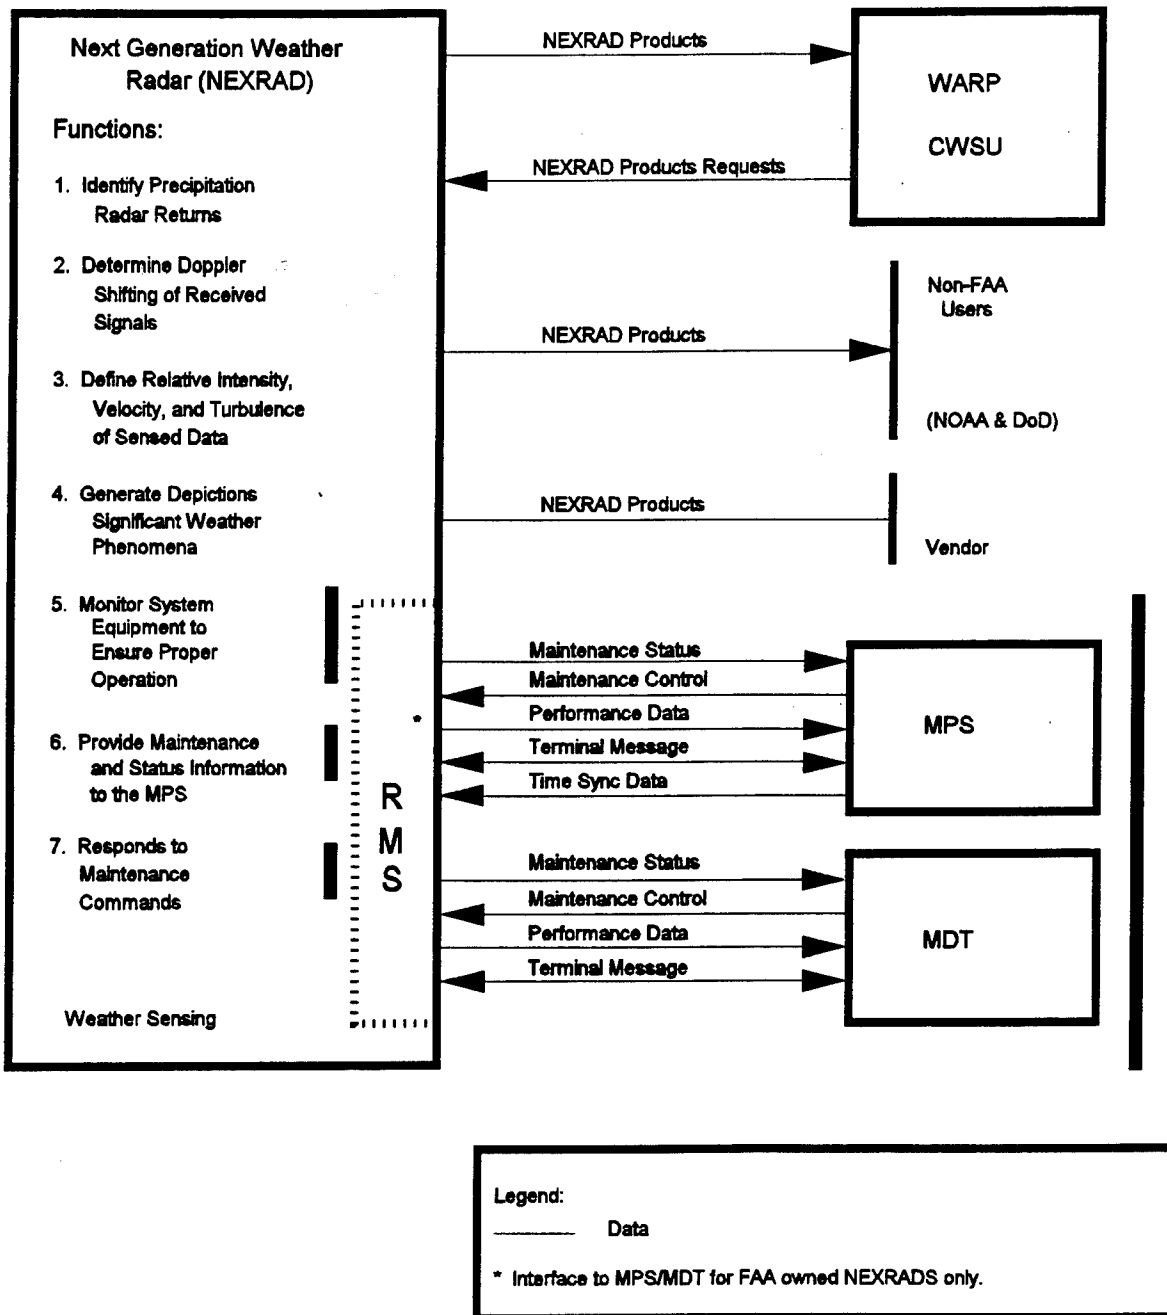 Next Generation Weather
Radar (NEXRAD)
Functions:
1. Identify Precipitation
Radar Returns
2. Determine Doppler
Shifting of Received
Signals
3. Define Relative Intensity,
Velocity, and Turbulence
of Sensed Data
4. Generate Depictions
Significant Weather
Phenomena
5. Monitor System
Equipment to
Ensure Proper
Operation
6. Provide Maintenance
and Status Information
to the MPS
7. Responds to
Maintenance
Commands
Weather Sensing
*
R
M
S
NEXRAD Products
NEXRAD Products Requests
WARP
CWSU
NEXRAD Products
Non-FAA
Users
(NOAA & DoD)
NEXRAD Products
Vendor
Maintenance Status
Maintenance Control
Performance Data
Terminal Message
Time Sync Data
MPS
Maintenance Status
Maintenance Control
Performance Data
Terminal Message
MDT
Legend:
Data
* Interface to MPS/MDT for FAA owned NEXRADS only.